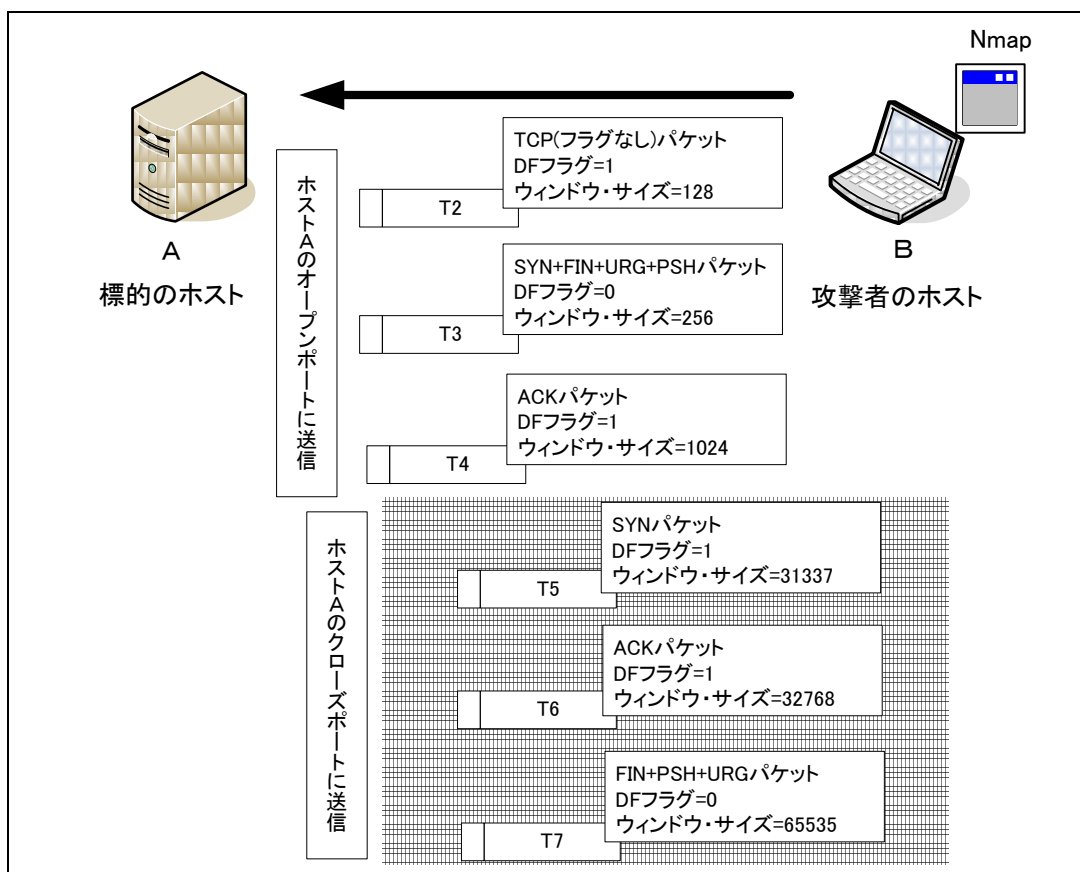 Nmap
TCP(フラグなし)パケット
DFフラグ=1
ウィンドウ・サイズ=128
T2
A
標的のホスト
B
攻撃者のホスト
ホストAのオープンポートに送信
SYN+FIN+URG+PSHパケット
DFフラグ=0
ウィンドウ・サイズ=256
T3
ACKパケット
DFフラグ=1
ウィンドウ・サイズ=1024
T4
ホストAのクローズポートに送信
SYNパケット
DFフラグ=1
ウィンドウ・サイズ=31337
T5
ACKパケット
DFフラグ=1
ウィンドウ・サイズ=32768
T6
FIN+PSH+URGパケット
DFフラグ=0
ウィンドウ・サイズ=65535
T7